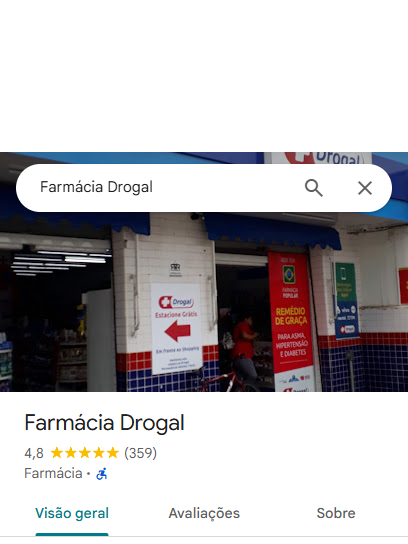 Drogal
Farmácia Drogal
Drogal
Estacione Grátis
Em frente ao Shopping
FARMÁCIA
POPULAR
REMÉDIO
DE GRAÇA
PARA ASMA,
HIPERTENSÃO
E DIABETES
Farmácia Drogal
4,8 (359)
Farmácia ·
Visão geral
Avaliações
Sobre